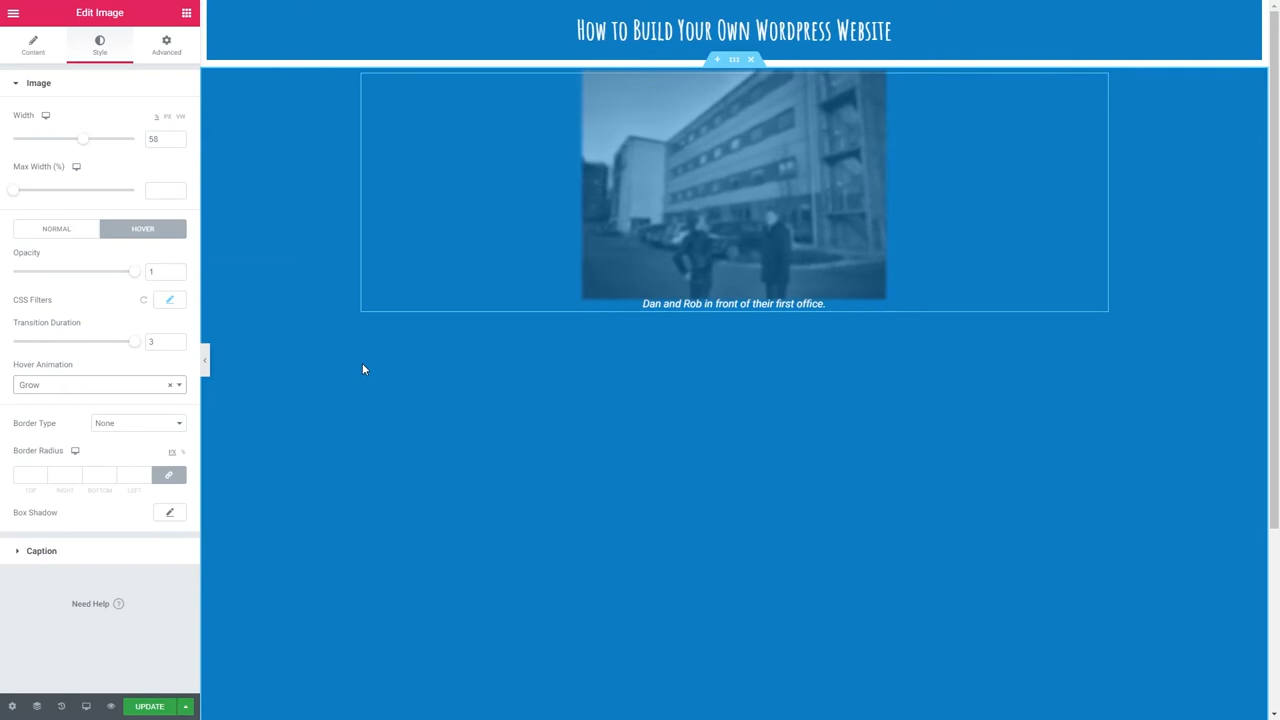 Edit Image
Content
Style
Advanced
Image
Width
% PX VW
58
Max Width (%)
NORMAL
HOVER
Opacity
1
CSS Filters
Transition Duration
3
Hover Animation
Grow
Border Type
None
Border Radius
PX %
TOP RIGHT BOTTOM LEFT
Box Shadow
Caption
Need Help ?
UPDATE
How to Build Your Own Wordpress Website
Dan and Rob in front of their first office.